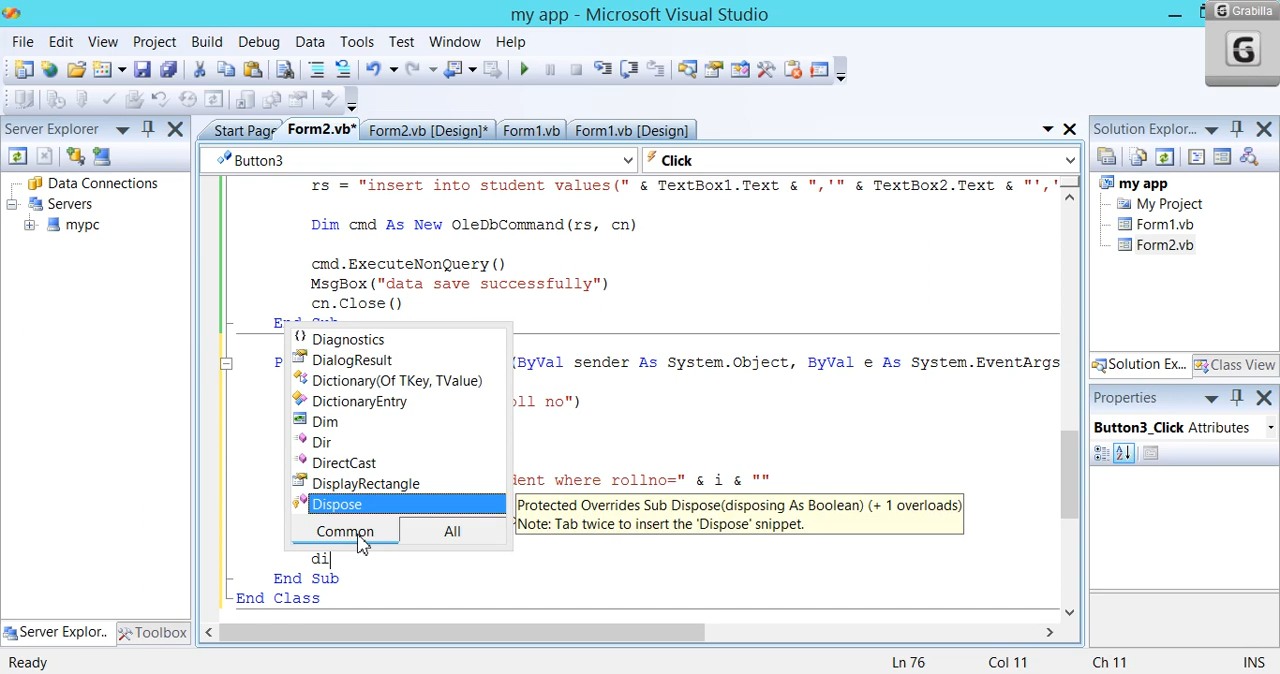 my app - Microsoft Visual Studio
Grabilla
G
File Edit View Project Build Debug Data Tools Test Window Help
Server Explorer
Start Page Form2.vb* Form2.vb [Design]* Form1.vb Form1.vb [Design]
Solution Explor...
Button3 Click
Data Connections
Servers
mypc
my app
My Project
Form1.vb
Form2.vb
rs = "insert into student values(" & TextBox1.Text & ",'" & TextBox2.Text & "','
Dim cmd As New OleDbCommand(rs, cn)
cmd.ExecuteNonQuery()
MsgBox("data save successfully")
cn.Close()
End Sub
(ByVal sender As System.Object, ByVal e As System.EventArgs
oll no")
dent where rollno=" & i & ""
di
End Sub
End Class
Diagnostics
DialogResult
Dictionary(Of TKey, TValue)
DictionaryEntry
Dim
Dir
DirectCast
DisplayRectangle
Dispose
Common All
Protected Overrides Sub Dispose(disposing As Boolean) (+ 1 overloads)
Note: Tab twice to insert the 'Dispose' snippet.
Solution Ex... Class View
Properties
Button3_Click Attributes
Server Explor.. Toolbox
Ready Ln 76 Col 11 Ch 11 INS